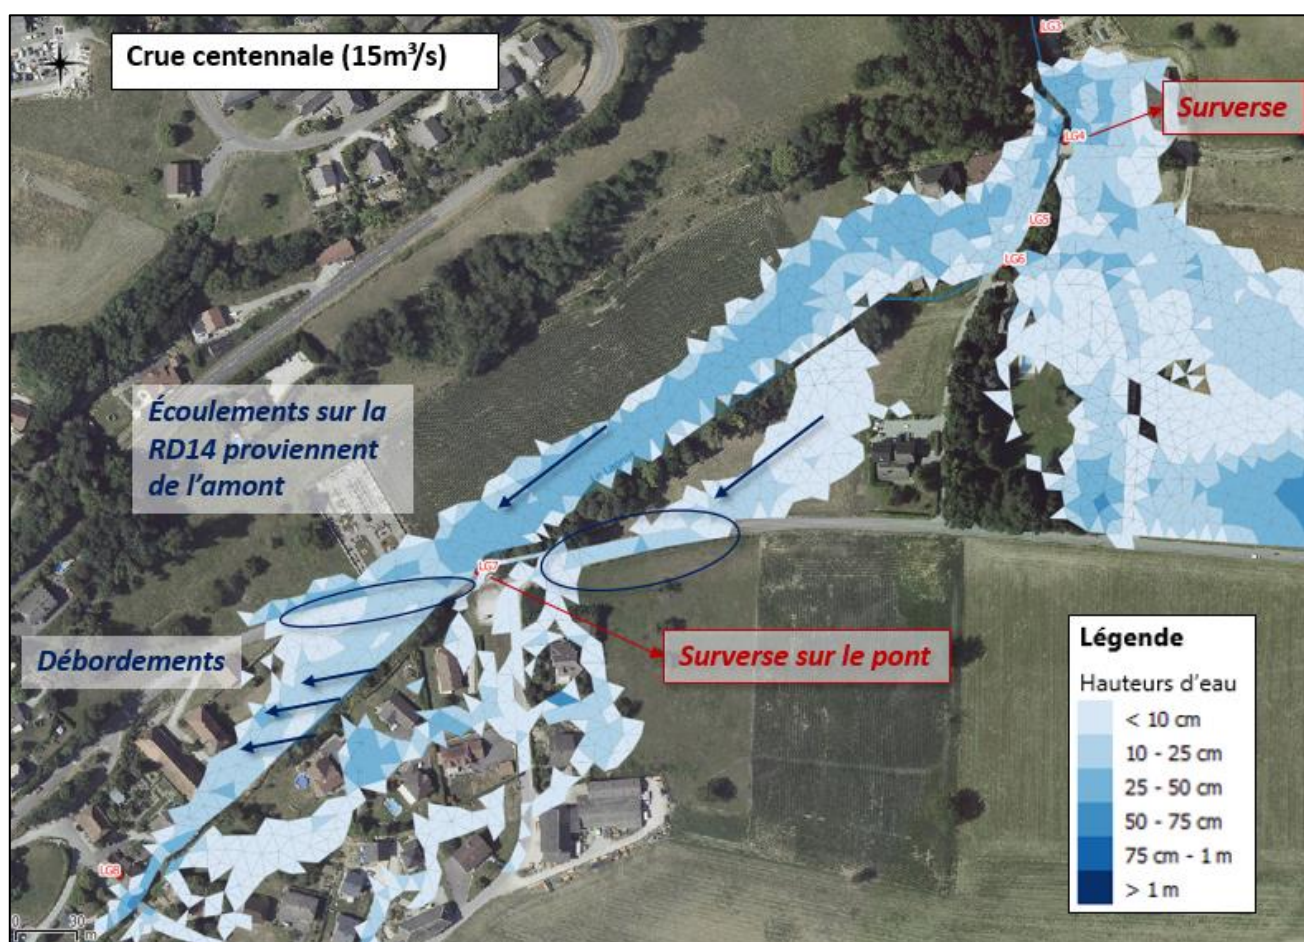 Crue centennale (15m³/s)
LG3
Surverse
LG4
LG5
LG6
Écoulements sur la
RD14 proviennent
de l'amont
LG7
Débordements
Surverse sur le pont
Légende
Hauteurs d'eau
< 10 cm
10 - 25 cm
25 - 50 cm
50 - 75 cm
75 cm - 1 m
> 1 m
LG8
0 30
m